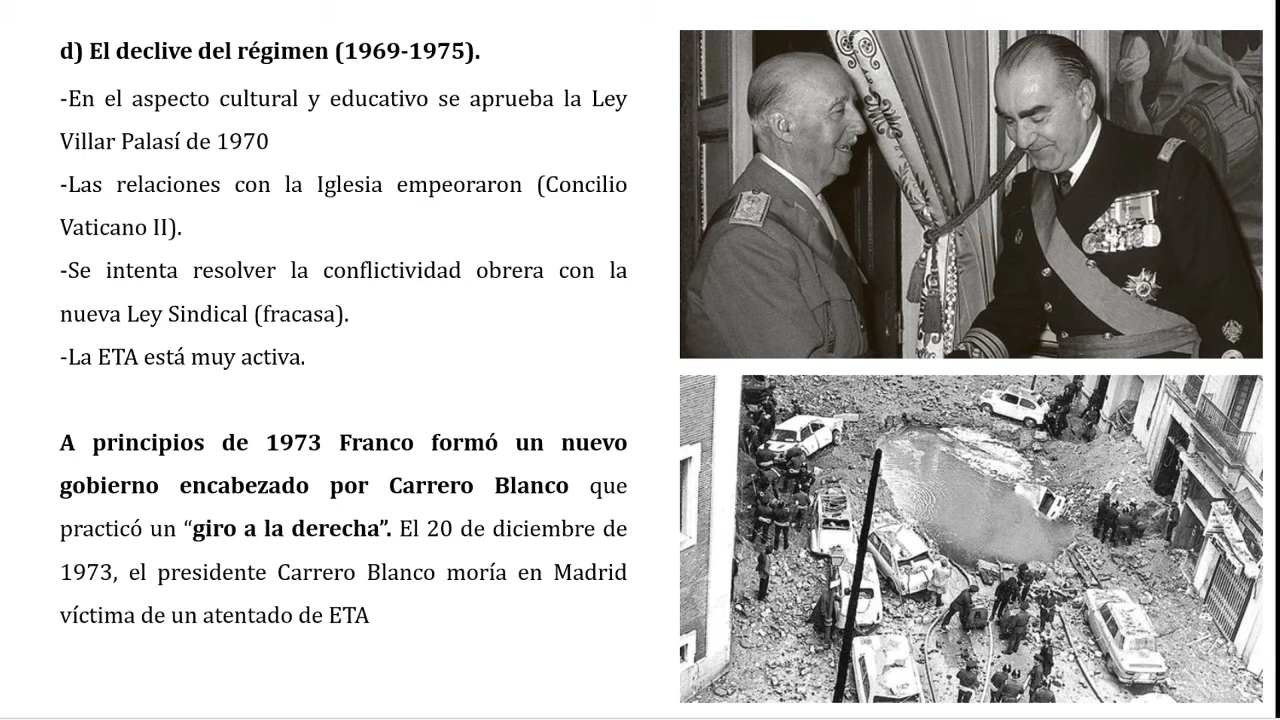 d) El declive del régimen (1969-1975).
-En el aspecto cultural y educativo se aprueba la Ley
Villar Palasí de 1970
-Las relaciones con la Iglesia empeoraron (Concilio
Vaticano II).
-Se intenta resolver la conflictividad obrera con la
nueva Ley Sindical (fracasa).
-La ETA está muy activa.
A principios de 1973 Franco formó un nuevo
gobierno encabezado por Carrero Blanco que
practicó un “giro a la derecha”. El 20 de diciembre de
1973, el presidente Carrero Blanco moría en Madrid
víctima de un atentado de ETA